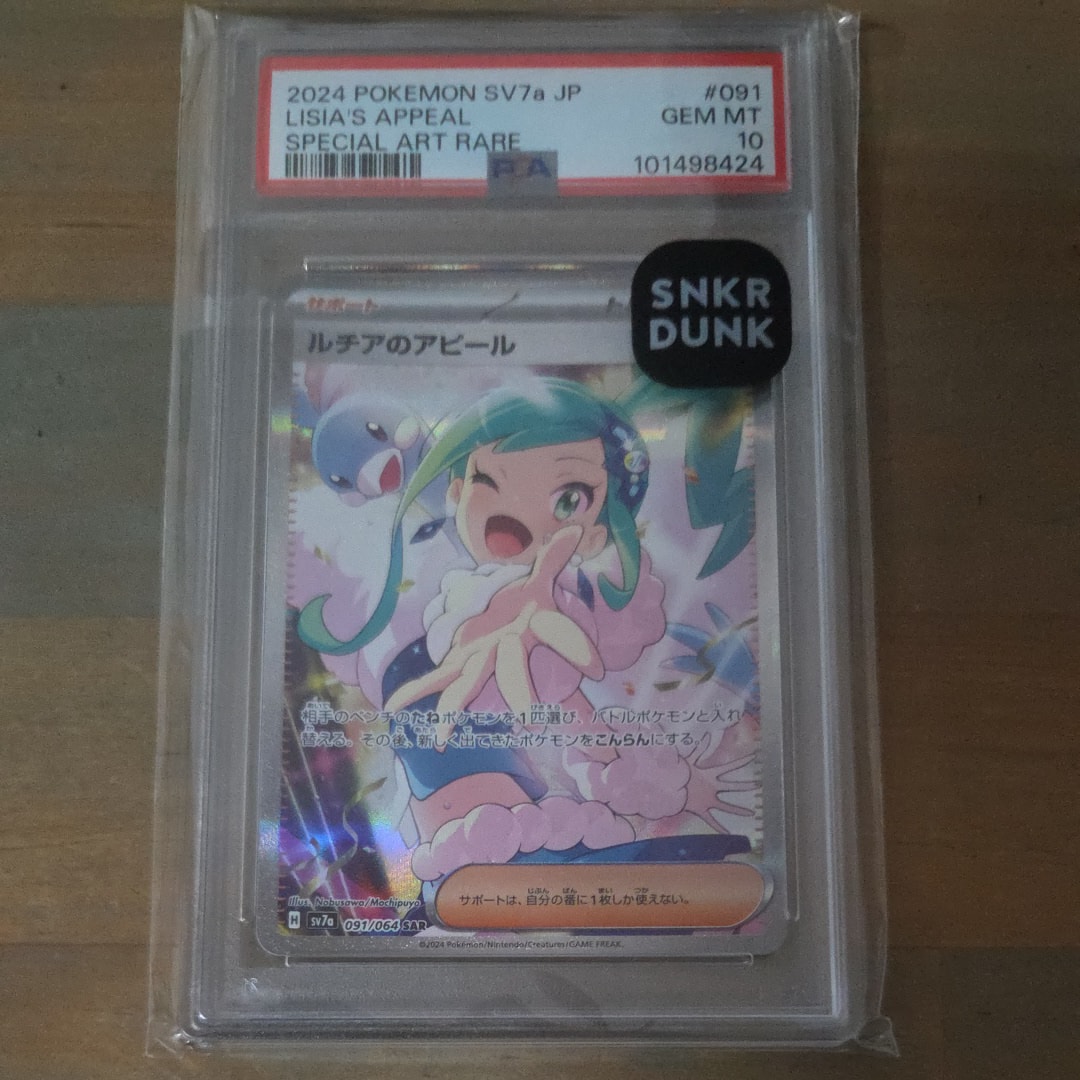 2024 POKEMON SV7a JP #091
LISIA'S APPEAL GEM MT
SPECIAL ART RARE 10
101498424
SNKR
DUNK
サポート
ルチアのアピール
相手のベンチのたねポケモンを1匹選び、バトルポケモンと入れ
替える。その後、新しく出てきたポケモンをこんらんにする。
サポートは、自分の番に1枚しか使えない。
Illus. Nobusawa/Mochipuyo
H sv7a 091/064 SAR
©2024 Pokémon/Nintendo/Creatures/GAME FREAK.